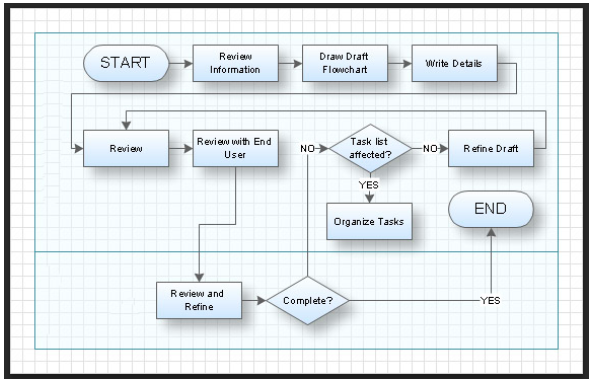 START
Review
Information
Draw Draft
Flowchart
Write Details
Review
Review with End
User
NO
Task list
affected?
NO
Refine Draft
YES
Organize Tasks
END
Review and
Refine
Complete?
YES